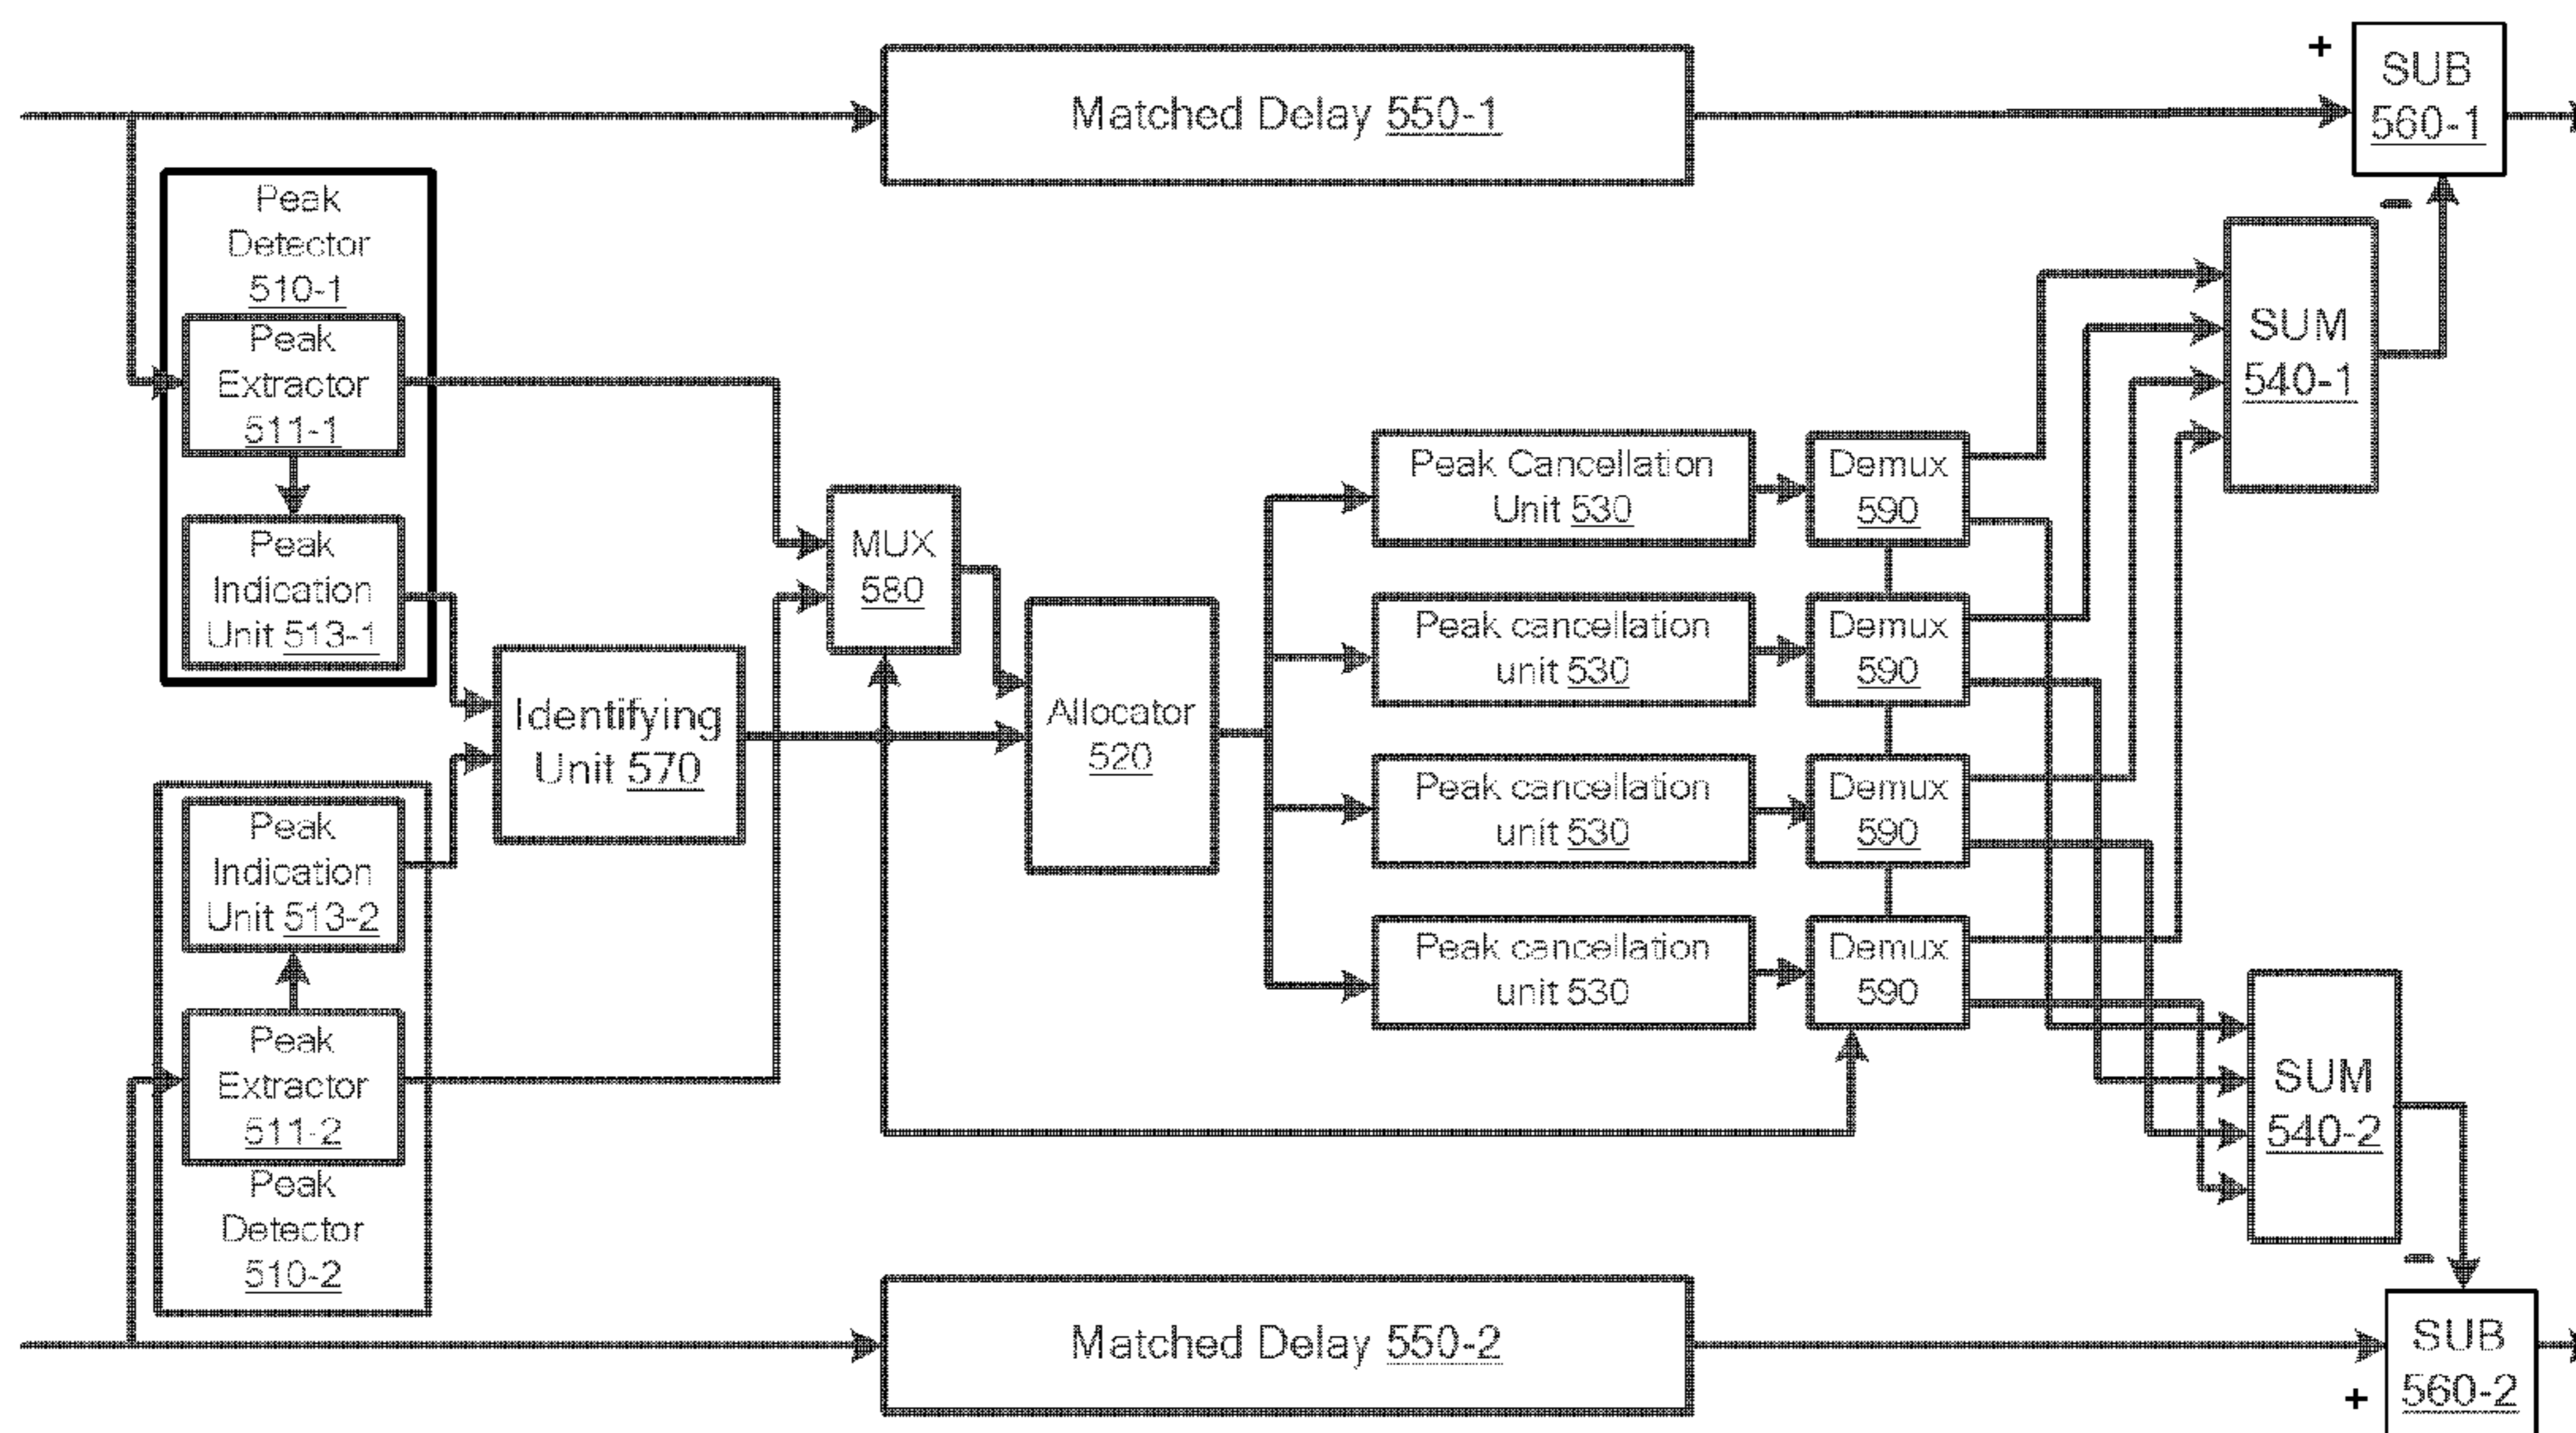 +
SUB
560-1
Matched Delay 550-1
-
Peak
Detector
510-1
Peak
Extractor
511-1
Peak
Indication
Unit 513-1
SUM
540-1
MUX
580
Peak Cancellation
Unit 530
Demux
590
Peak cancellation
unit 530
Demux
590
Identifying
Unit 570
Allocator
520
Peak cancellation
unit 530
Demux
590
Peak
Indication
Unit 513-2
Peak cancellation
unit 530
Demux
590
Peak
Extractor
511-2
Peak
Detector
510-2
SUM
540-2
-
Matched Delay 550-2
SUB
560-2
+